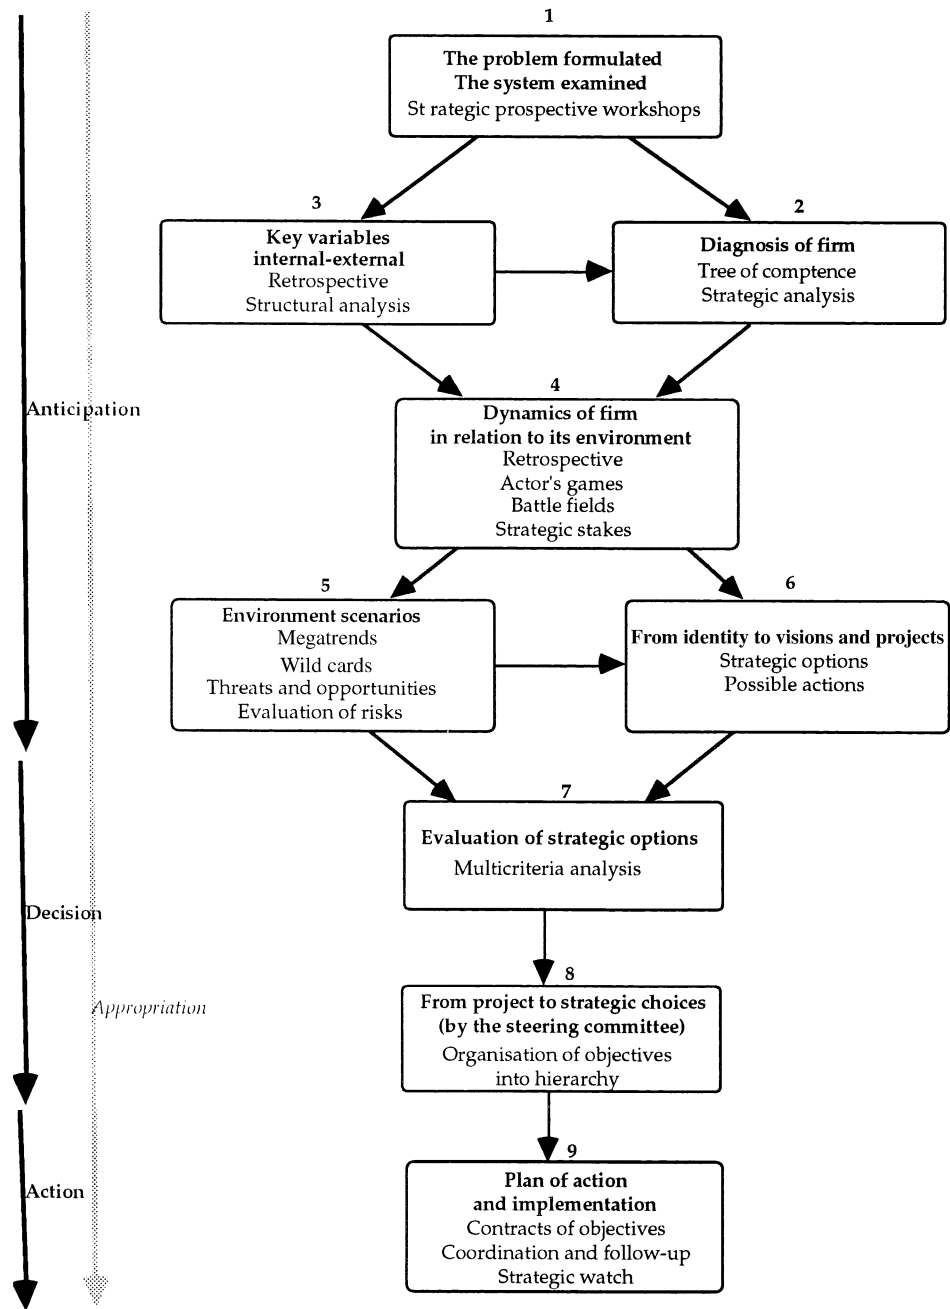 1
The problem formulated
The system examined
St rategic prospective workshops
3
Key variables
internal-external
Retrospective
Structural analysis
2
Diagnosis of firm
Tree of comptence
Strategic analysis
Anticipation
4
Dynamics of firm
in relation to its environment
Retrospective
Actor's games
Battle fields
Strategic stakes
5
Environment scenarios
Megatrends
Wild cards
Threats and opportunities
Evaluation of risks
6
From identity to visions and projects
Strategic options
Possible actions
7
Evaluation of strategic options
Multicriteria analysis
Decision
8
From project to strategic choices
(by the steering committee)
Organisation of objectives
into hierarchy
Appropriation
9
Plan of action
and implementation
Contracts of objectives
Coordination and follow-up
Strategic watch
Action